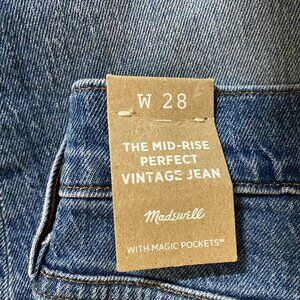 W 28
THE MID-RISE
PERFECT
VINTAGE JEAN
Madewell
WITH MAGIC POCKETS℠